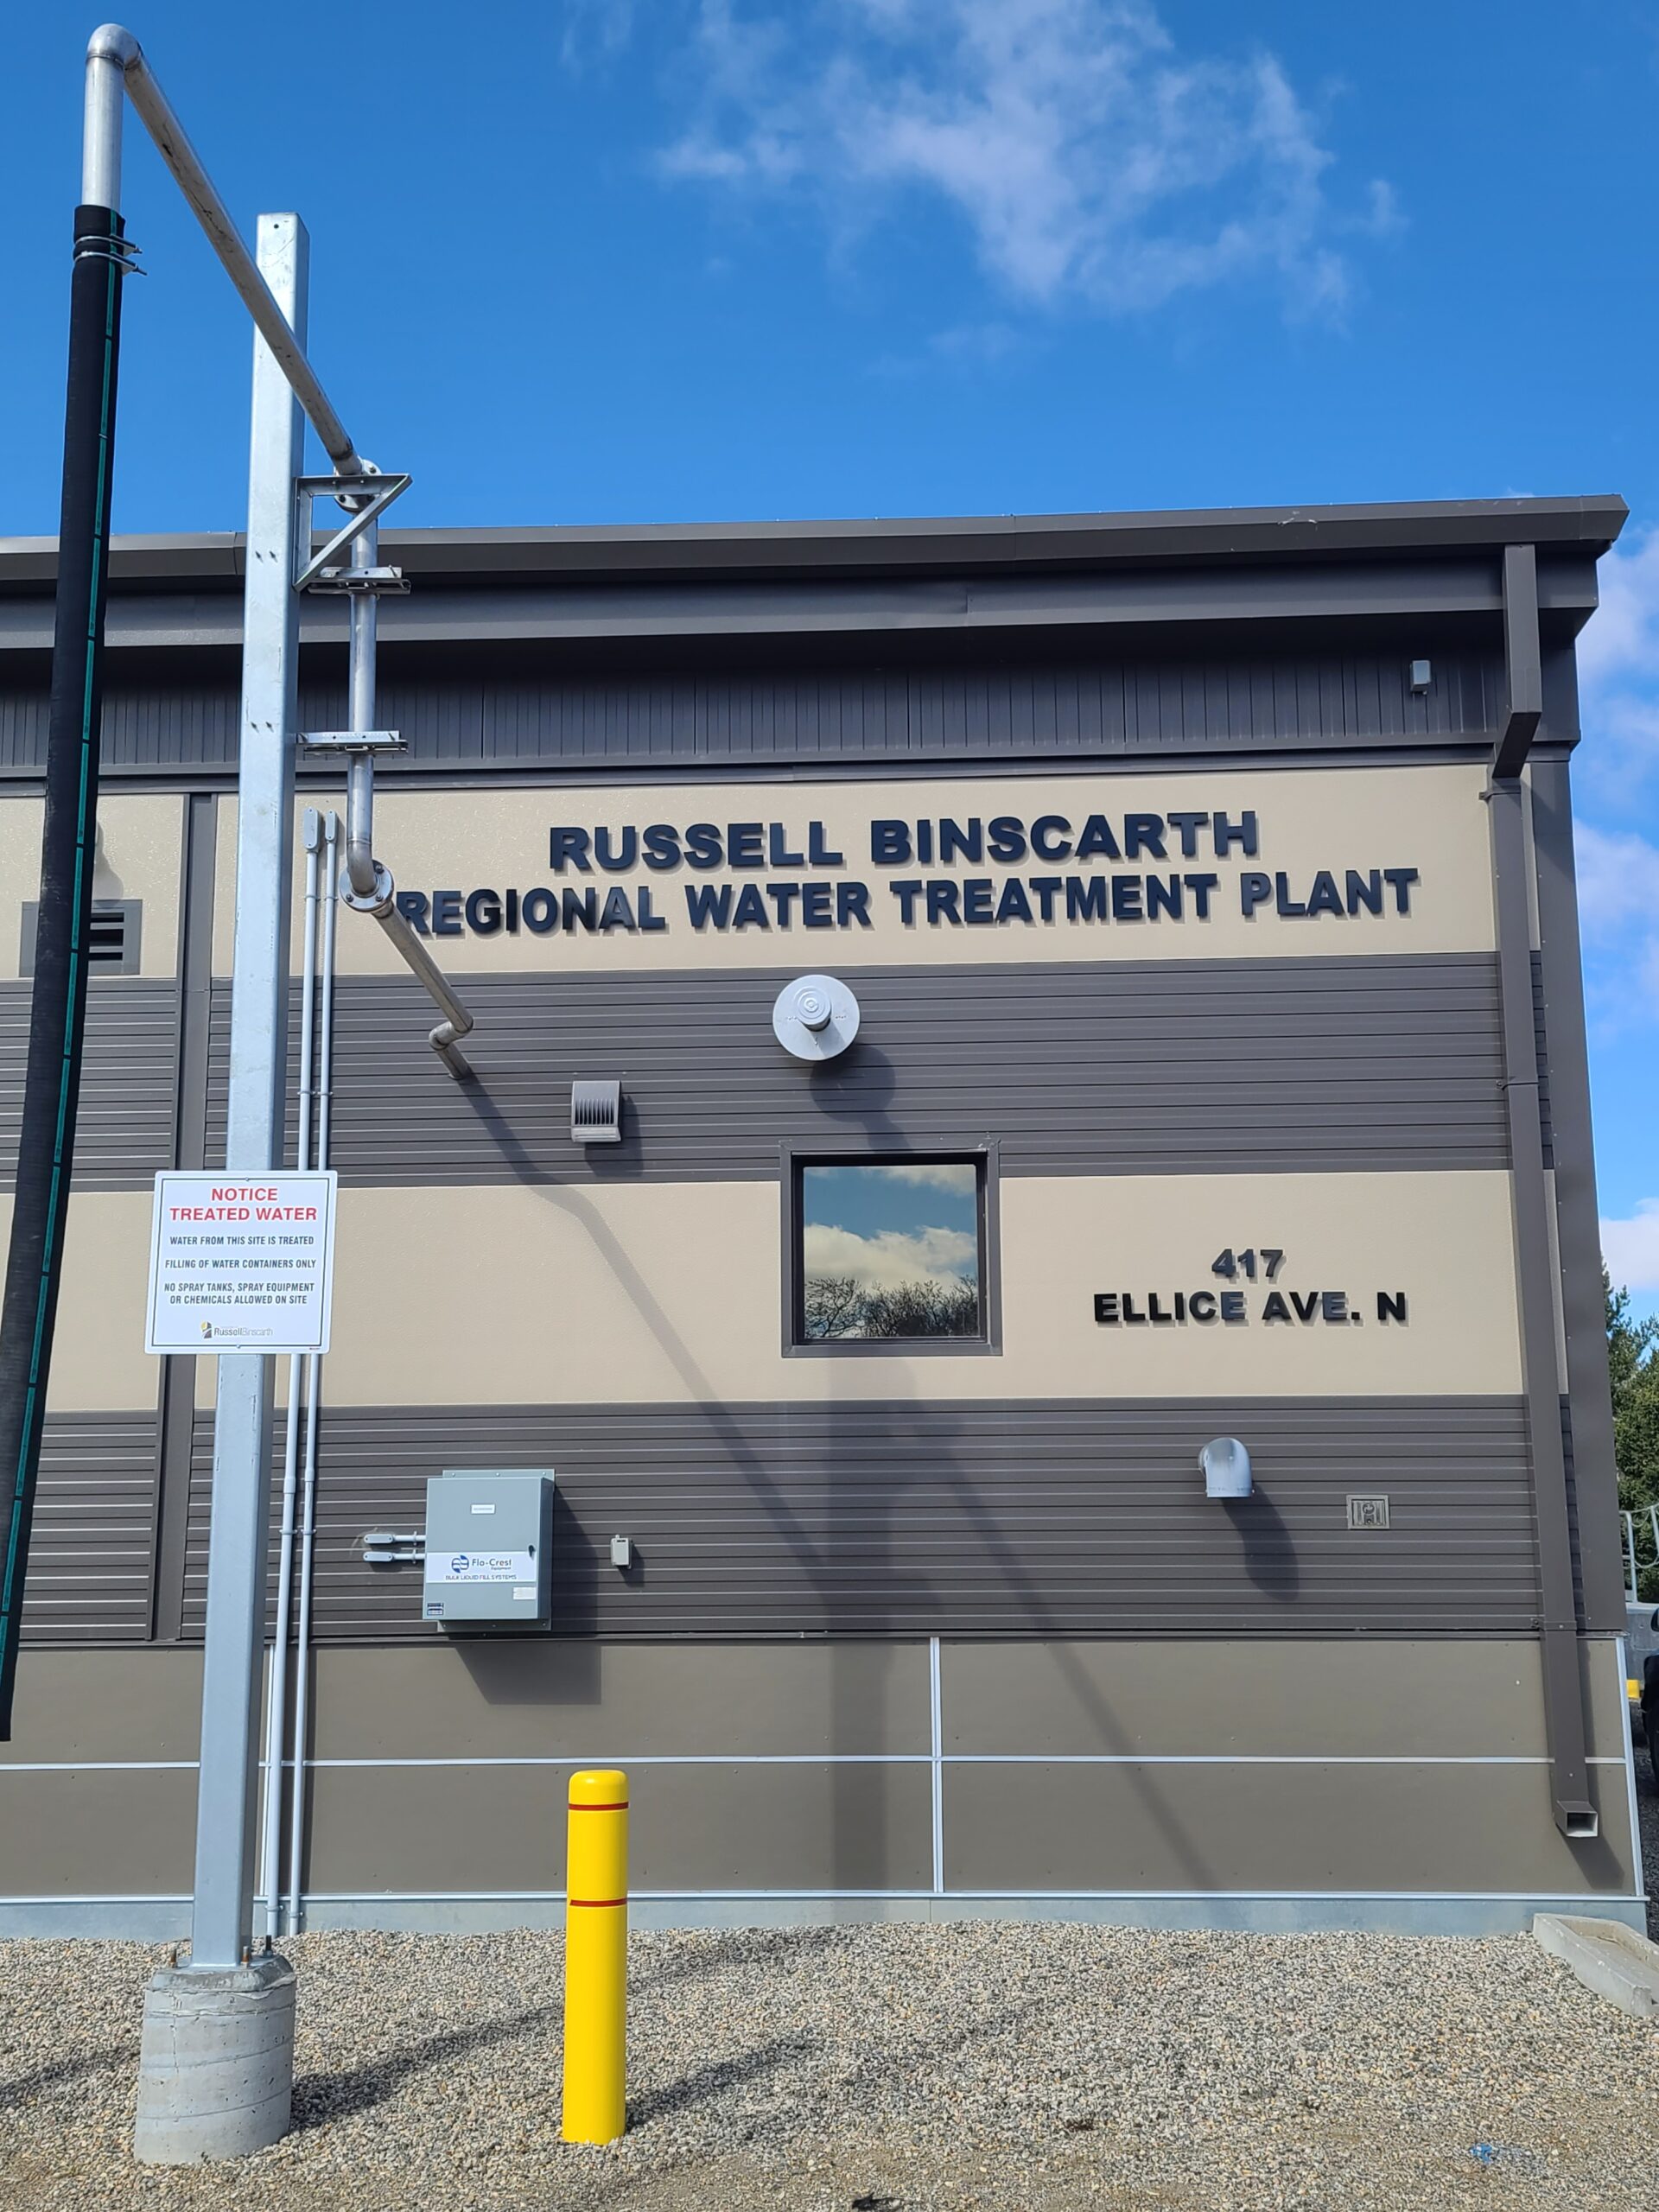 RUSSELL BINSCARTH
REGIONAL WATER TREATMENT PLANT
NOTICE
TREATED WATER
WATER FROM THIS SITE IS TREATED
FILLING OF WATER CONTAINERS ONLY
NO SPRAY TANKS, SPRAY EQUIPMENT
OR CHEMICALS ALLOWED ON SITE
RussellBinscarth
417
ELLICE AVE. N
Flo-Crest
Equipment
BULK LIQUID FILL SYSTEMS